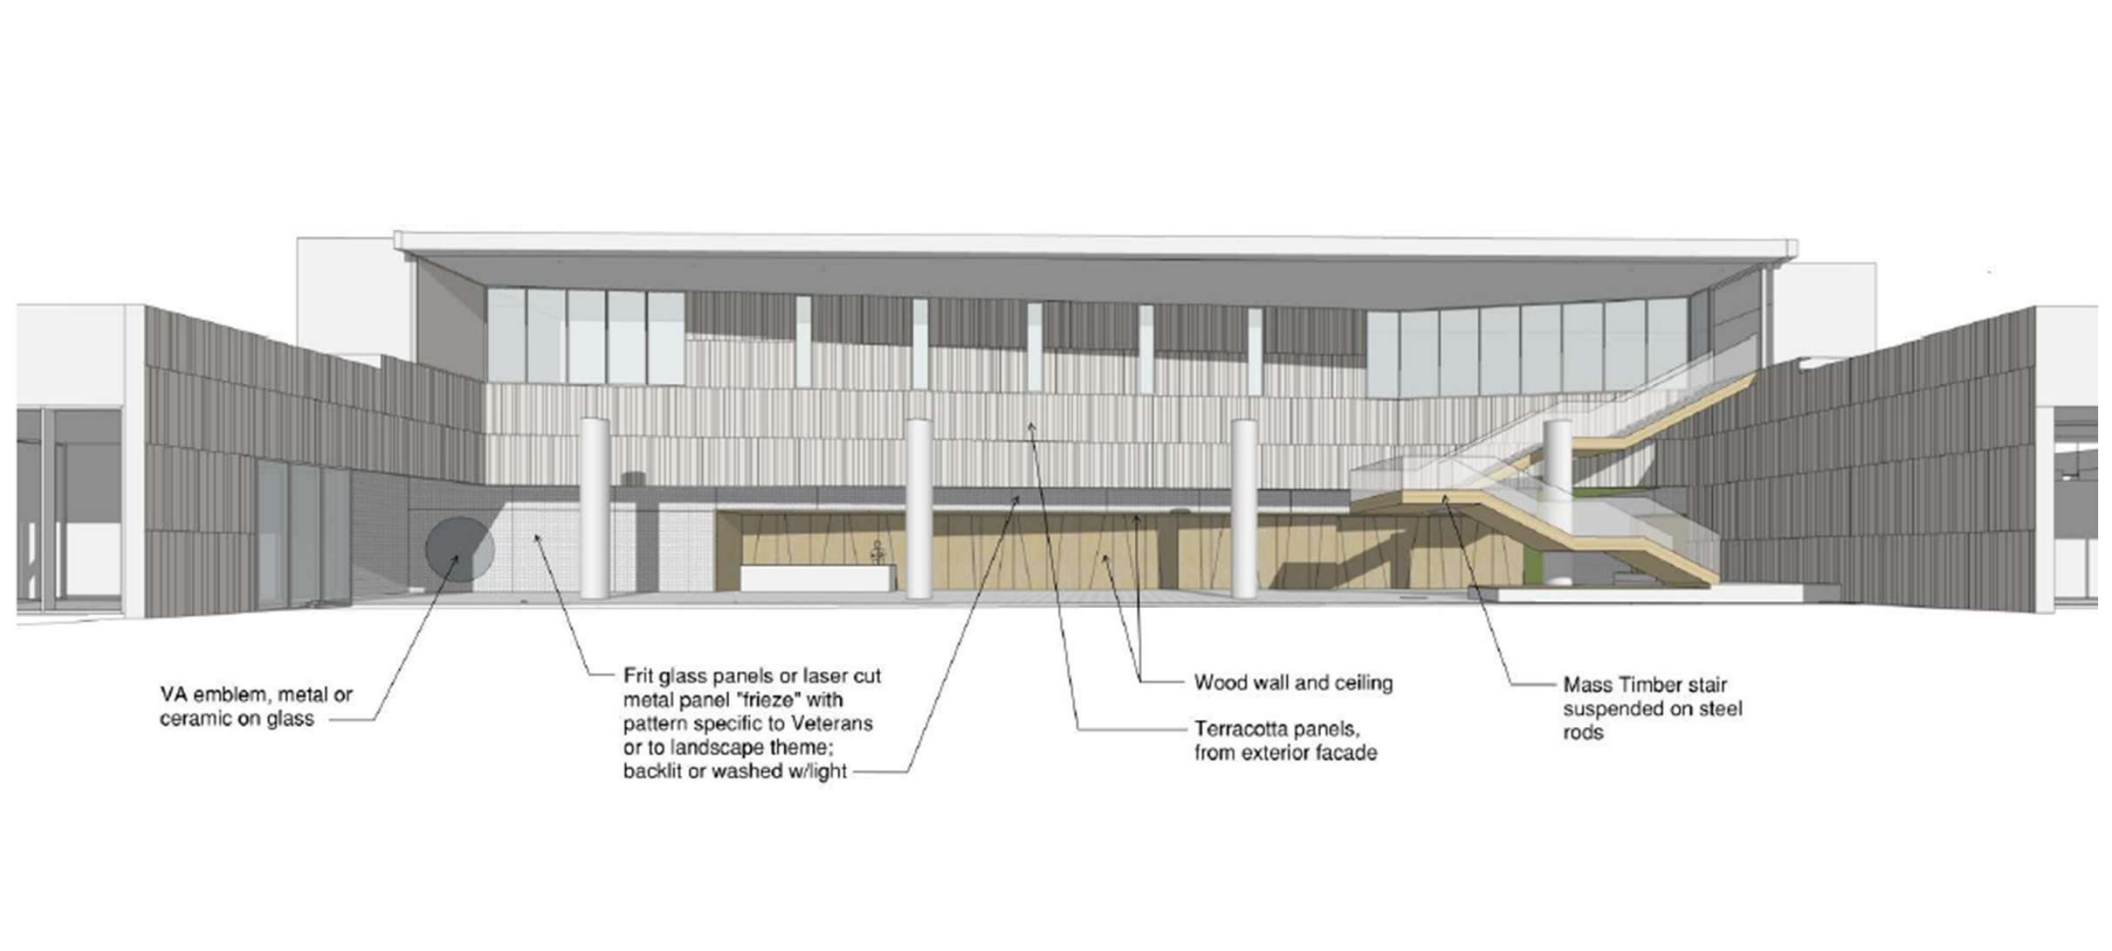 VA emblem, metal or
ceramic on glass
Frit glass panels or laser cut
metal panel "frieze" with
pattern specific to Veterans
or to landscape theme;
backlit or washed w/light
Wood wall and ceiling
Terracotta panels,
from exterior facade
Mass Timber stair
suspended on steel
rods